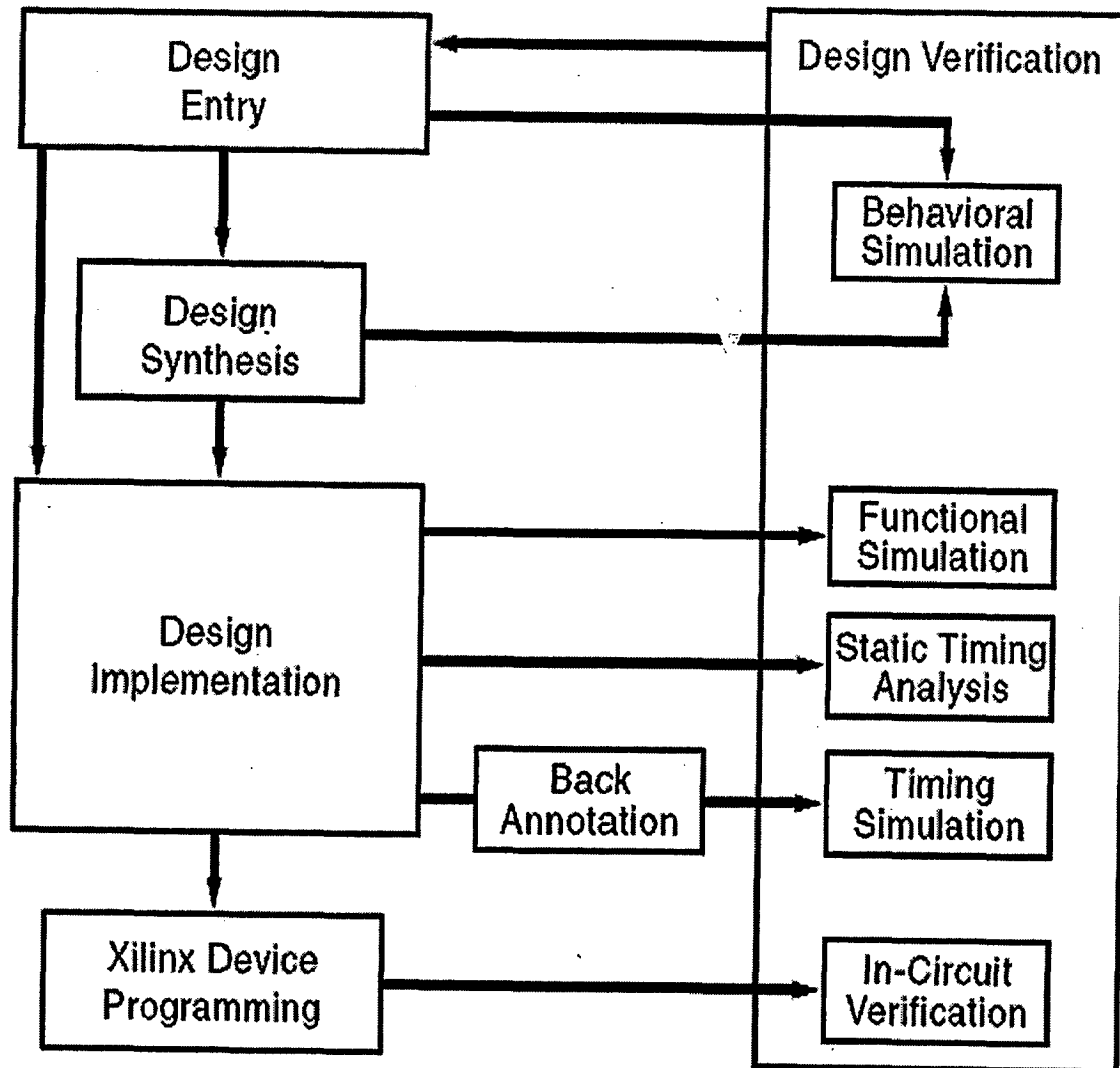 Design
Entry
Design Verification
Behavioral
Simulation
Design
Synthesis
Functional
Simulation
Design
Implementation
Static Timing
Analysis
Back
Annotation
Timing
Simulation
Xilinx Device
Programming
In-Circuit
Verification